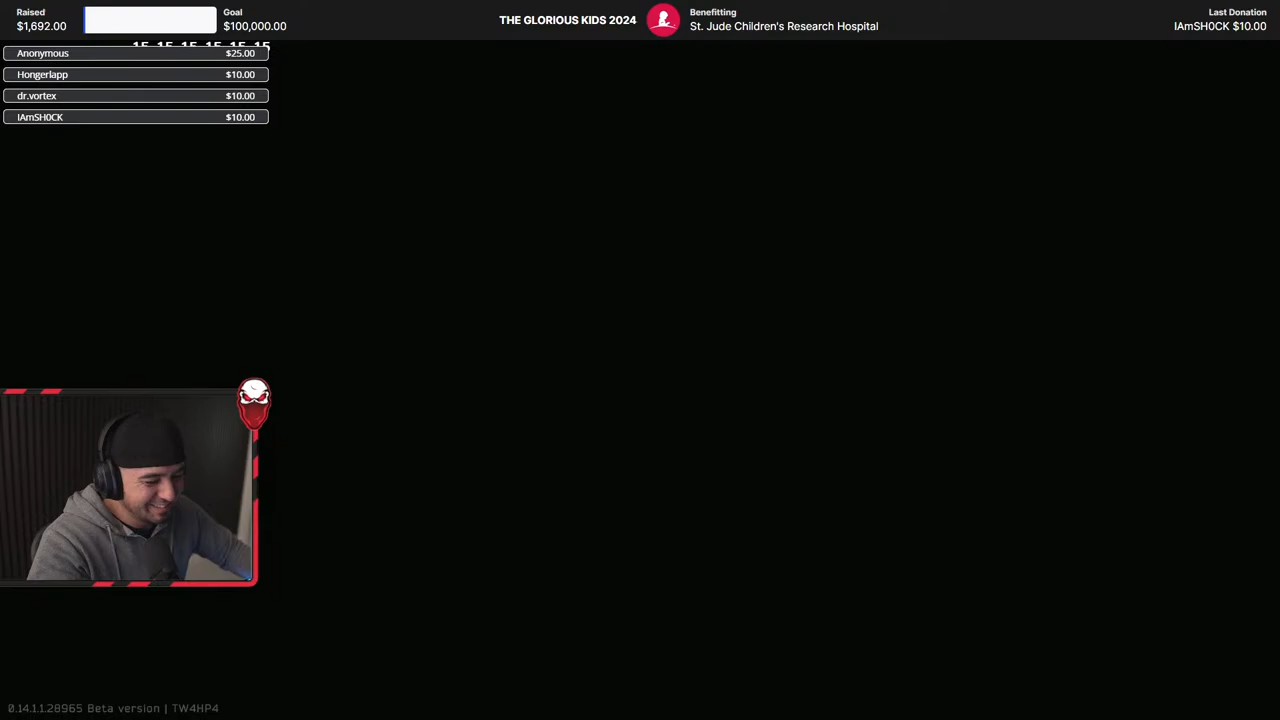 Raised
$1,692.00
Goal
$100,000.00
THE GLORIOUS KIDS 2024
Benefitting
St. Jude Children's Research Hospital
Last Donation
IAmSH0CK $10.00
Anonymous $25.00
Hongerlapp $10.00
dr.vortex $10.00
IAmSH0CK $10.00
0.14.1.1.28965 Beta version | TW4HP4